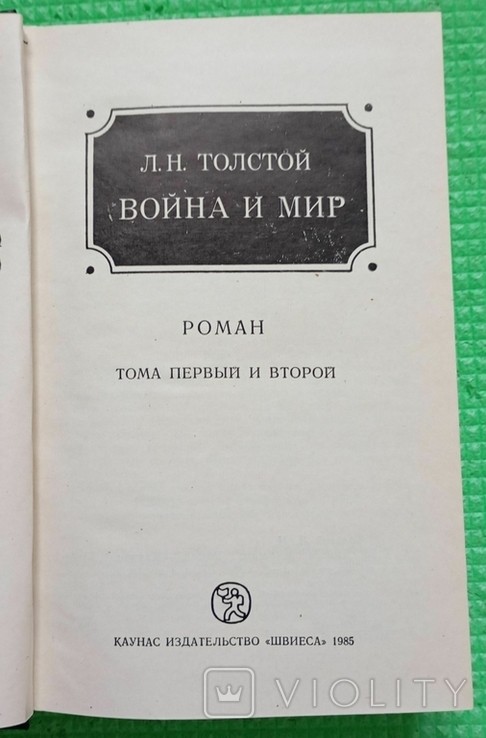 Л. Н. ТОЛСТОЙ
ВОЙНА И МИР
РОМАН
ТОМА ПЕРВЫЙ И ВТОРОЙ
КАУНАС ИЗДАТЕЛЬСТВО «ШВИЕСА» 1985
VIOLITY